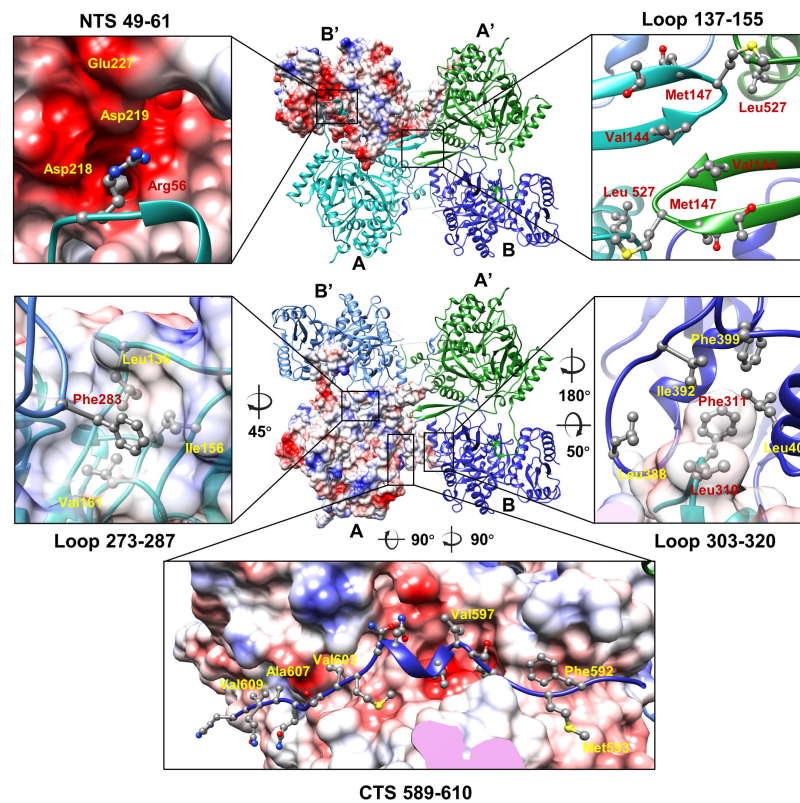 NTS 49-61
Loop 137-155
B’
A’
Glu227
Asp219
Asp218
Arg56
Met147
Leu527
Val144
Val144
Leu 527
Met147
A
B
B’
A’
Phe283
Ile156
Val161
45°
180°
50°
Phe399
Ile392
Phe311
Leu388
Leu310
A
B
90°
90°
Loop 273-287
Loop 303-320
Val597
Val603
Ala607
Val609
Phe592
Met593
CTS 589-610